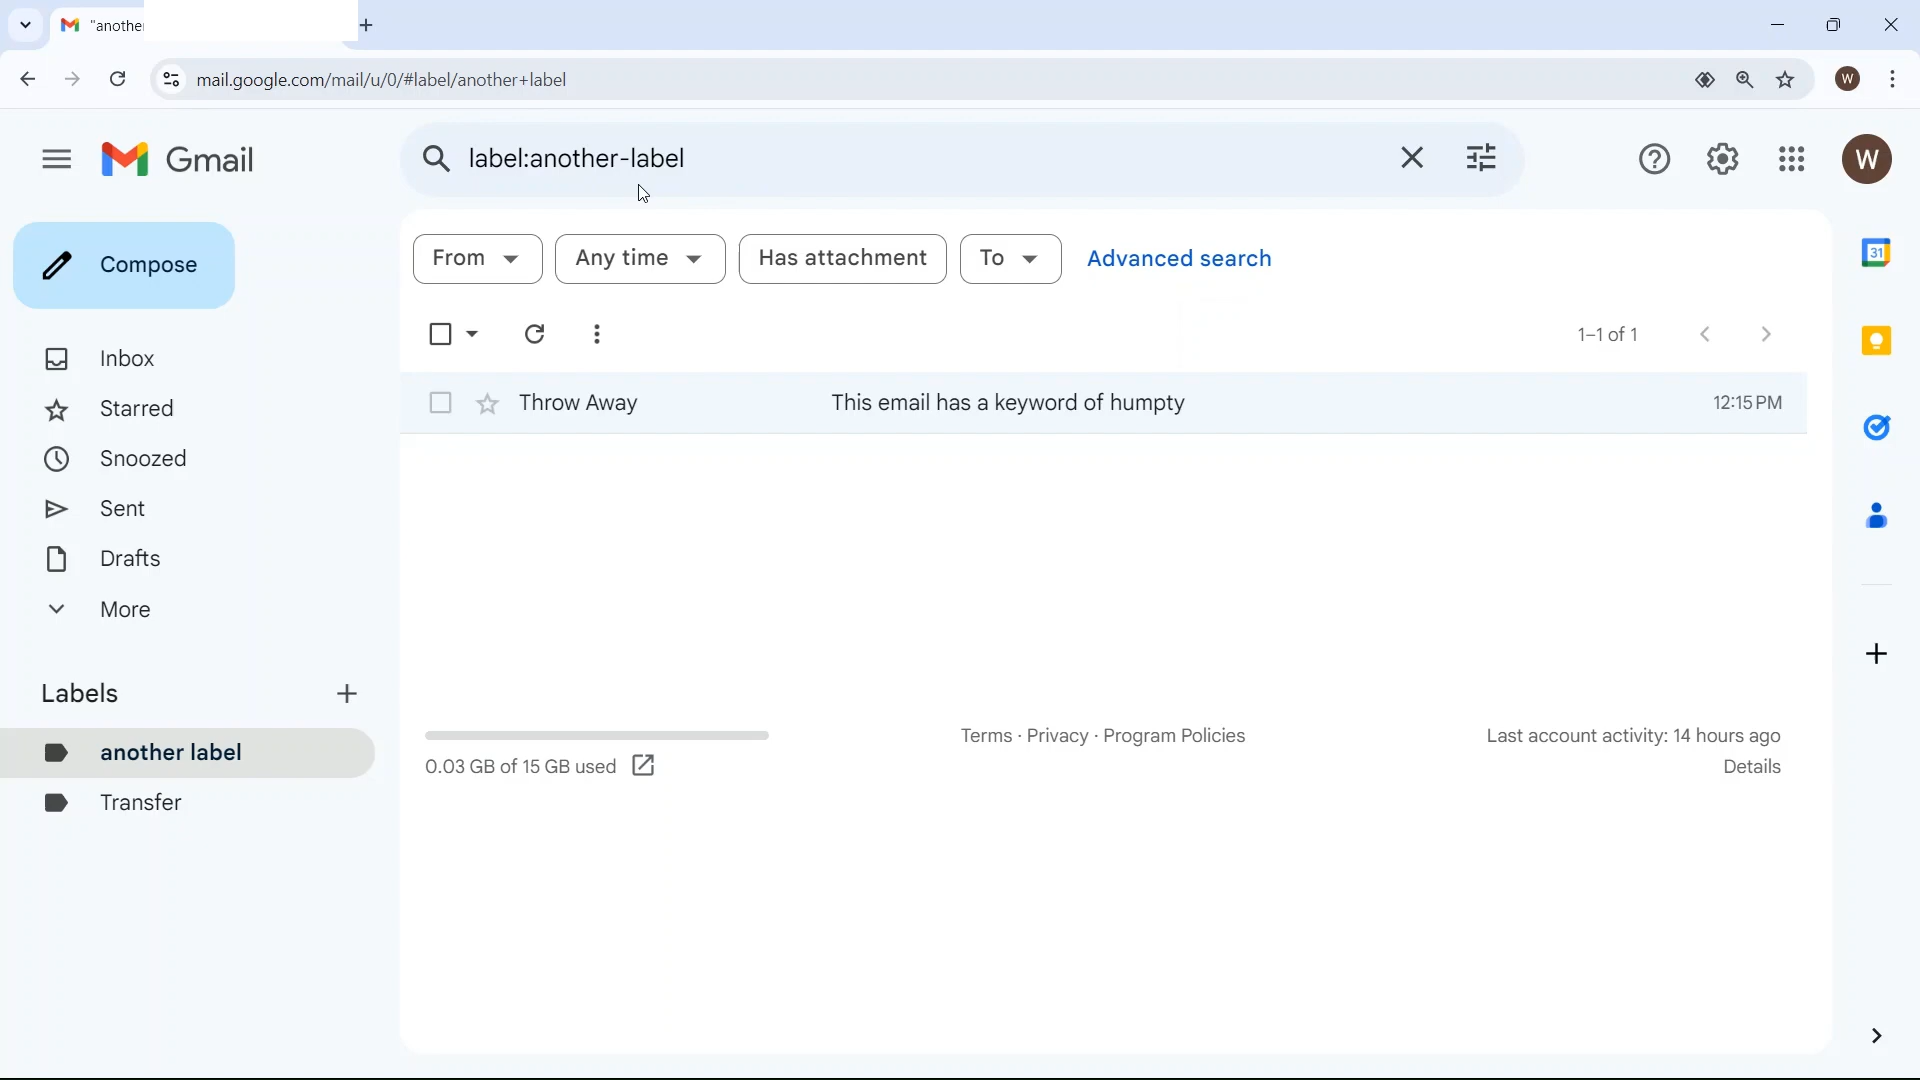 "another
mail.google.com/mail/u/0/#label/another+label
W
Gmail
label:another-label
W
Compose
From
Any time
Has attachment
To
Advanced search
31
Inbox
1–1 of 1
Starred
Throw Away This email has a keyword of humpty 12:15 PM
Snoozed
Sent
Drafts
More
Labels
another label
Transfer
Terms · Privacy · Program Policies
Last account activity: 14 hours ago
0.03 GB of 15 GB used
Details